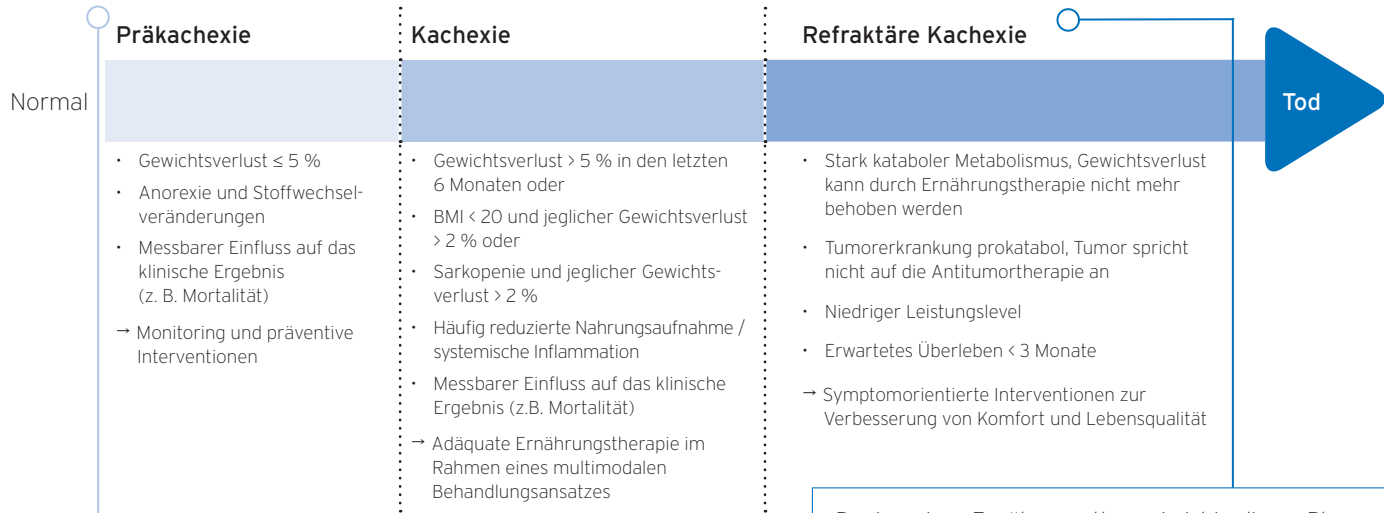 Präkachexie
Kachexie
Refraktäre Kachexie
Normal
Tod
• Gewichtsverlust ≤ 5 %
• Anorexie und Stoffwechsel-
veränderungen
• Messbarer Einfluss auf das
klinische Ergebnis
(z. B. Mortalität)
→ Monitoring und präventive
Interventionen
• Gewichtsverlust > 5 % in den letzten
6 Monaten oder
• BMI < 20 und jeglicher Gewichtsverlust
> 2 % oder
• Sarkopenie und jeglicher Gewichts-
verlust > 2 %
• Häufig reduzierte Nahrungsaufnahme /
systemische Inflammation
• Messbarer Einfluss auf das klinische
Ergebnis (z.B. Mortalität)
→ Adäquate Ernährungstherapie im
Rahmen eines multimodalen
Behandlungsansatzes
• Stark kataboler Metabolismus, Gewichtsverlust
kann durch Ernährungstherapie nicht mehr
behoben werden
• Tumorerkrankung prokatabol, Tumor spricht
nicht auf die Antitumortherapie an
• Niedriger Leistungslevel
• Erwartetes Überleben < 3 Monate
→ Symptomorientierte Interventionen zur
Verbesserung von Komfort und Lebensqualität